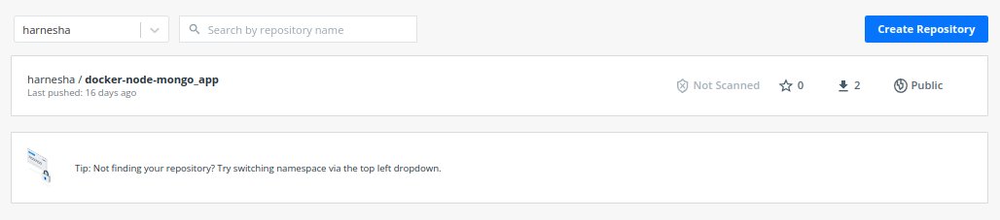 harnesha
Search by repository name
Create Repository
harnesha / docker-node-mongo_app
Last pushed: 16 days ago
Not Scanned
0
2
Public
Tip: Not finding your repository? Try switching namespace via the top left dropdown.